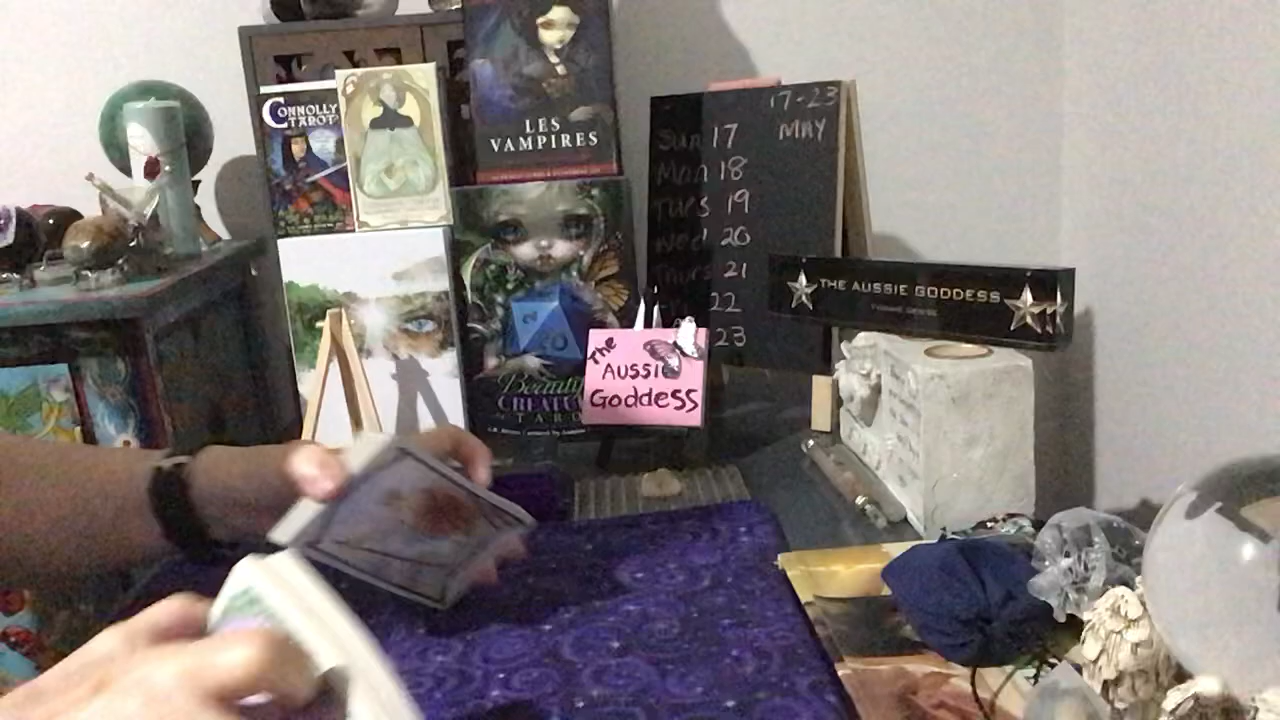 CONNOLLY
TAROT
LES
VAMPIRES
17-23
MAY
Sun 17
Mon 18
Tues 19
Wed 20
Thurs 21
22
23
THE AUSSIE GODDESS
The
AUSSIE
Goddess
20
Beauty
CREATU
TARO